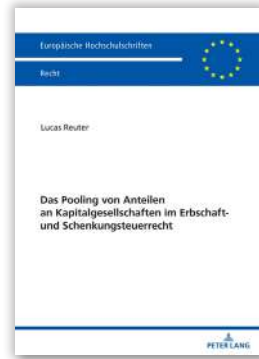 Europäische Hochschulschriften
Recht
Lucas Reuter
Das Pooling von Anteilen
an Kapitalgesellschaften im Erbschaft-
und Schenkungsteuerrecht
PETER LANG